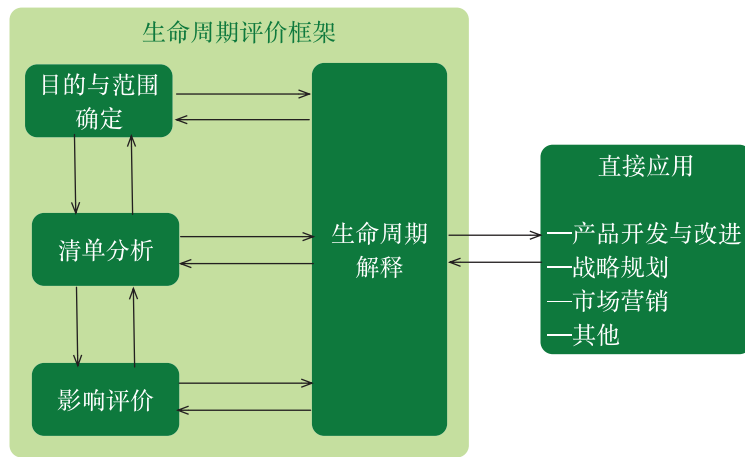 生命周期评价框架
目的与范围
确定
清单分析
影响评价
生命周期
解释
直接应用
—产品开发与改进
—战略规划
—市场营销
—其他